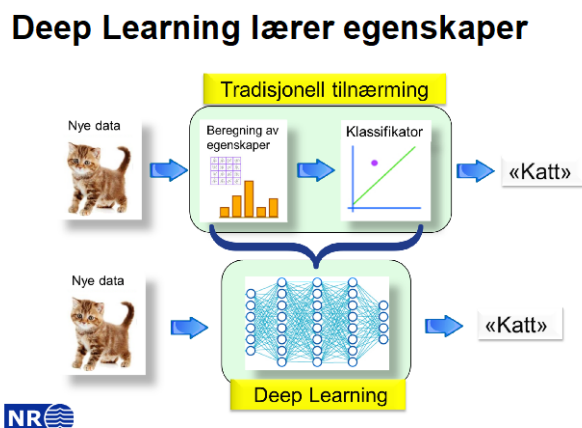 Deep Learning lærer egenskaper
Tradisjonell tilnærming
Nye data
Beregning av
egenskaper
Klassifikator
«Katt»
Nye data
«Katt»
Deep Learning
NR